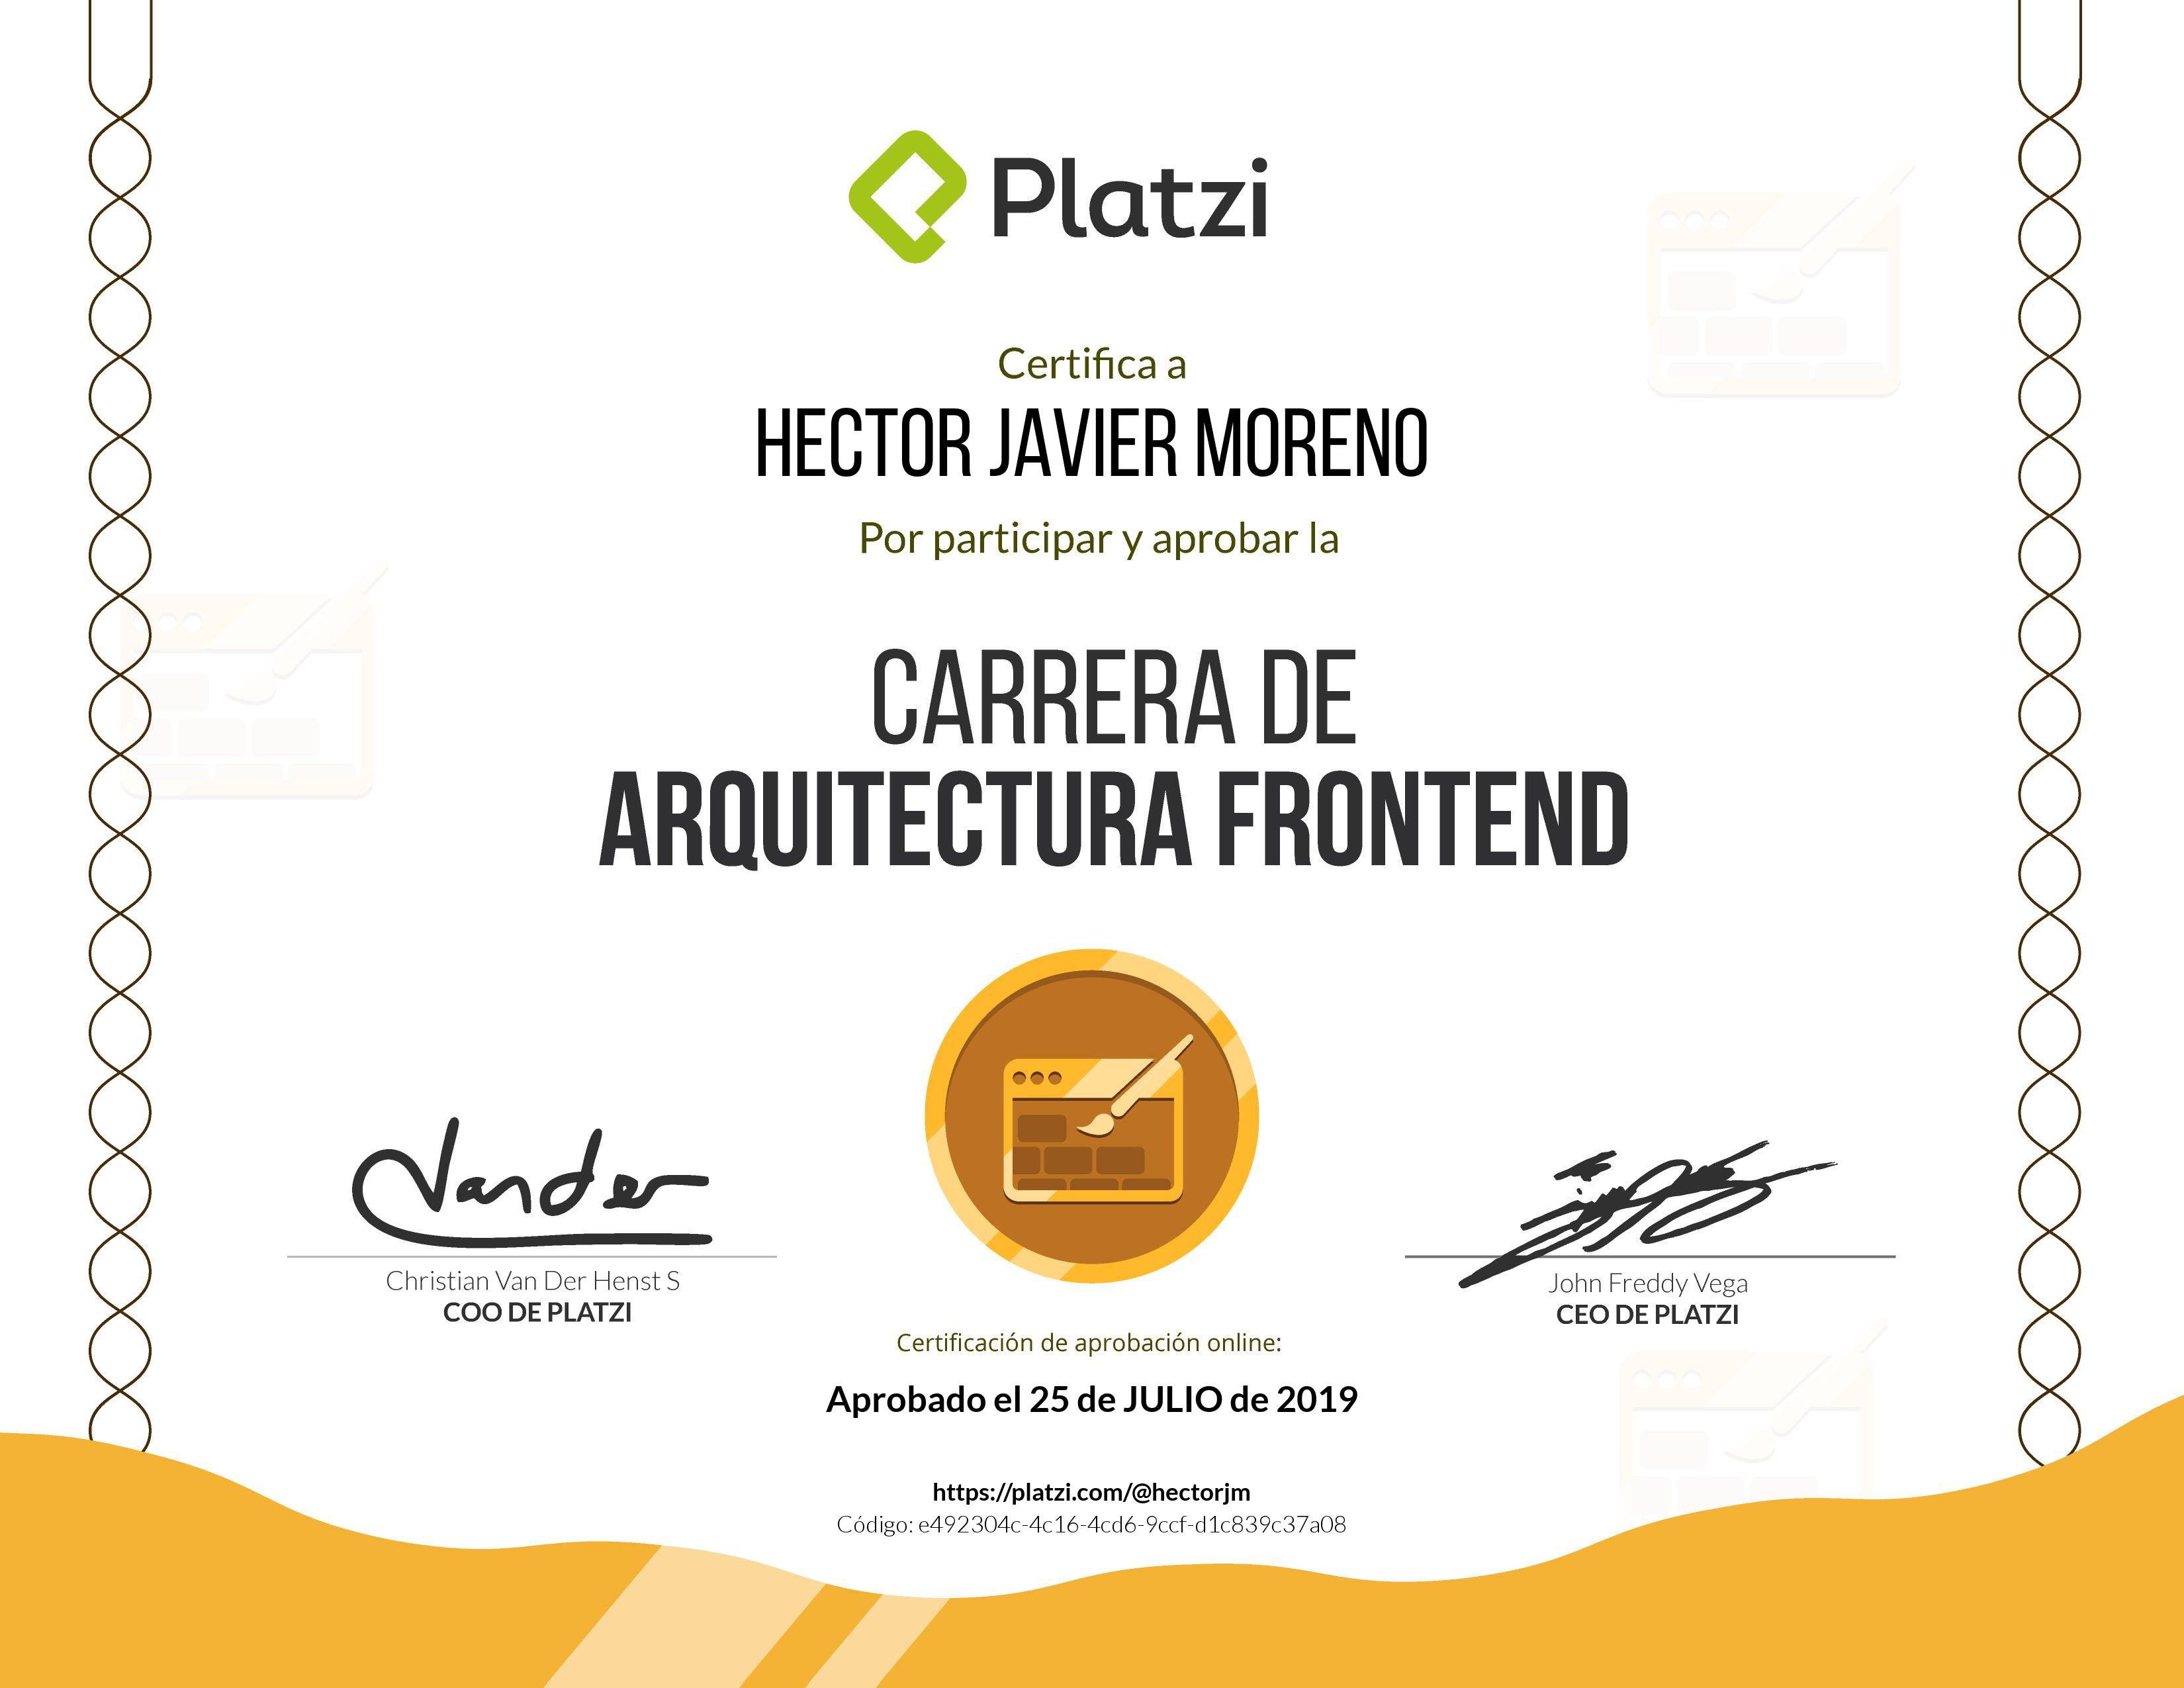 Platzi
Certifica a
HECTOR JAVIER MORENO
Por participar y aprobar la
CARRERA DE
ARQUITECTURA FRONTEND
Vander
Christian Van Der Henst S
COO DE PLATZI
John Freddy Vega
CEO DE PLATZI
Certificación de aprobación online:
Aprobado el 25 de JULIO de 2019
https://platzi.com/@hectorjm
Código: e492304c-4c16-4cd6-9ccf-d1c839c37a08